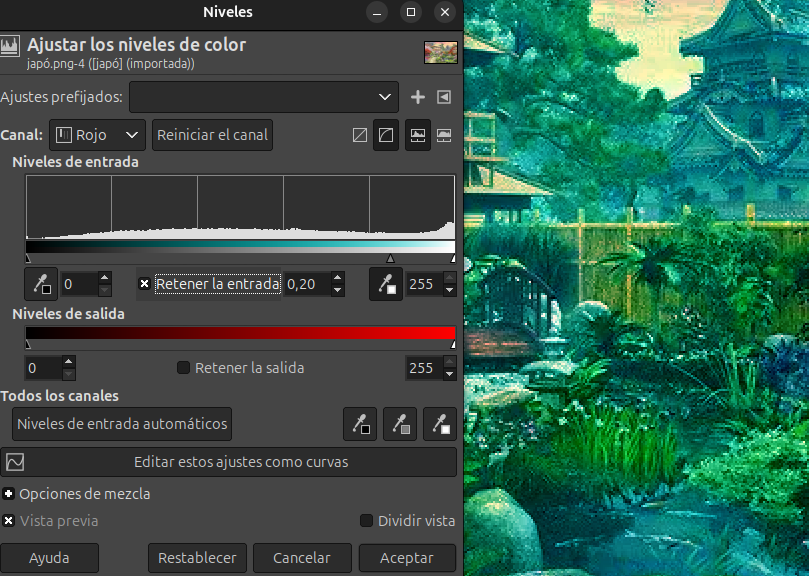 Niveles
Ajustar los niveles de color
japó.png-4 ([japó] (importada))
Ajustes prefijados:
Canal: Rojo Reiniciar el canal
Niveles de entrada
0 Retener la entrada 0,20 255
Niveles de salida
0 Retener la salida 255
Todos los canales
Niveles de entrada automáticos
Editar estos ajustes como curvas
Opciones de mezcla
Vista previa Dividir vista
Ayuda Restablecer Cancelar Aceptar